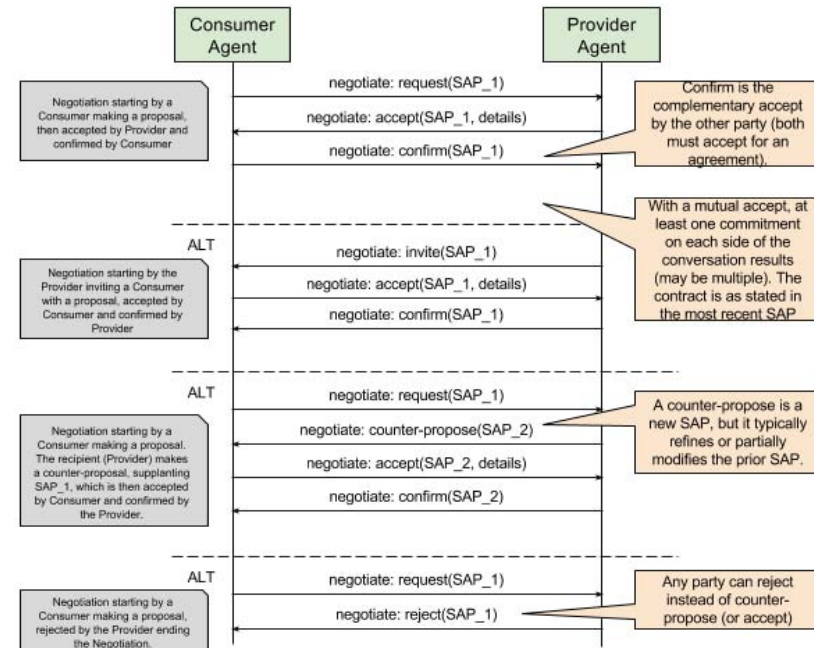 Consumer
Agent
Provider
Agent
negotiate: request(SAP_1)
negotiate: accept(SAP_1, details)
negotiate: confirm(SAP_1)
Negotiation starting by a
Consumer making a proposal,
then accepted by Provider and
confirmed by Consumer
Confirm is the
complementary accept
by the other party (both
must accept for an
agreement).
With a mutual accept, at
least one commitment
on each side of the
conversation results
(may be multiple). The
contract is as stated in
the most recent SAP
ALT
negotiate: invite(SAP_1)
negotiate: accept(SAP_1, details)
negotiate: confirm(SAP_1)
Negotiation starting by the
Provider inviting a Consumer
with a proposal, accepted by
Consumer and confirmed by
Provider
ALT
negotiate: request(SAP_1)
negotiate: counter-propose(SAP_2)
negotiate: accept(SAP_2, details)
negotiate: confirm(SAP_2)
Negotiation starting by a
Consumer making a proposal.
The recipient (Provider) makes
a counter-proposal, supplanting
SAP_1, which is then accepted
by Consumer and confirmed by
the Provider.
A counter-propose is a
new SAP, but it typically
refines or partially
modifies the prior SAP.
ALT
negotiate: request(SAP_1)
negotiate: reject(SAP_1)
Negotiation starting by a
Consumer making a proposal,
rejected by the Provider ending
the Negotiation.
Any party can reject
instead of counter-
propose (or accept)